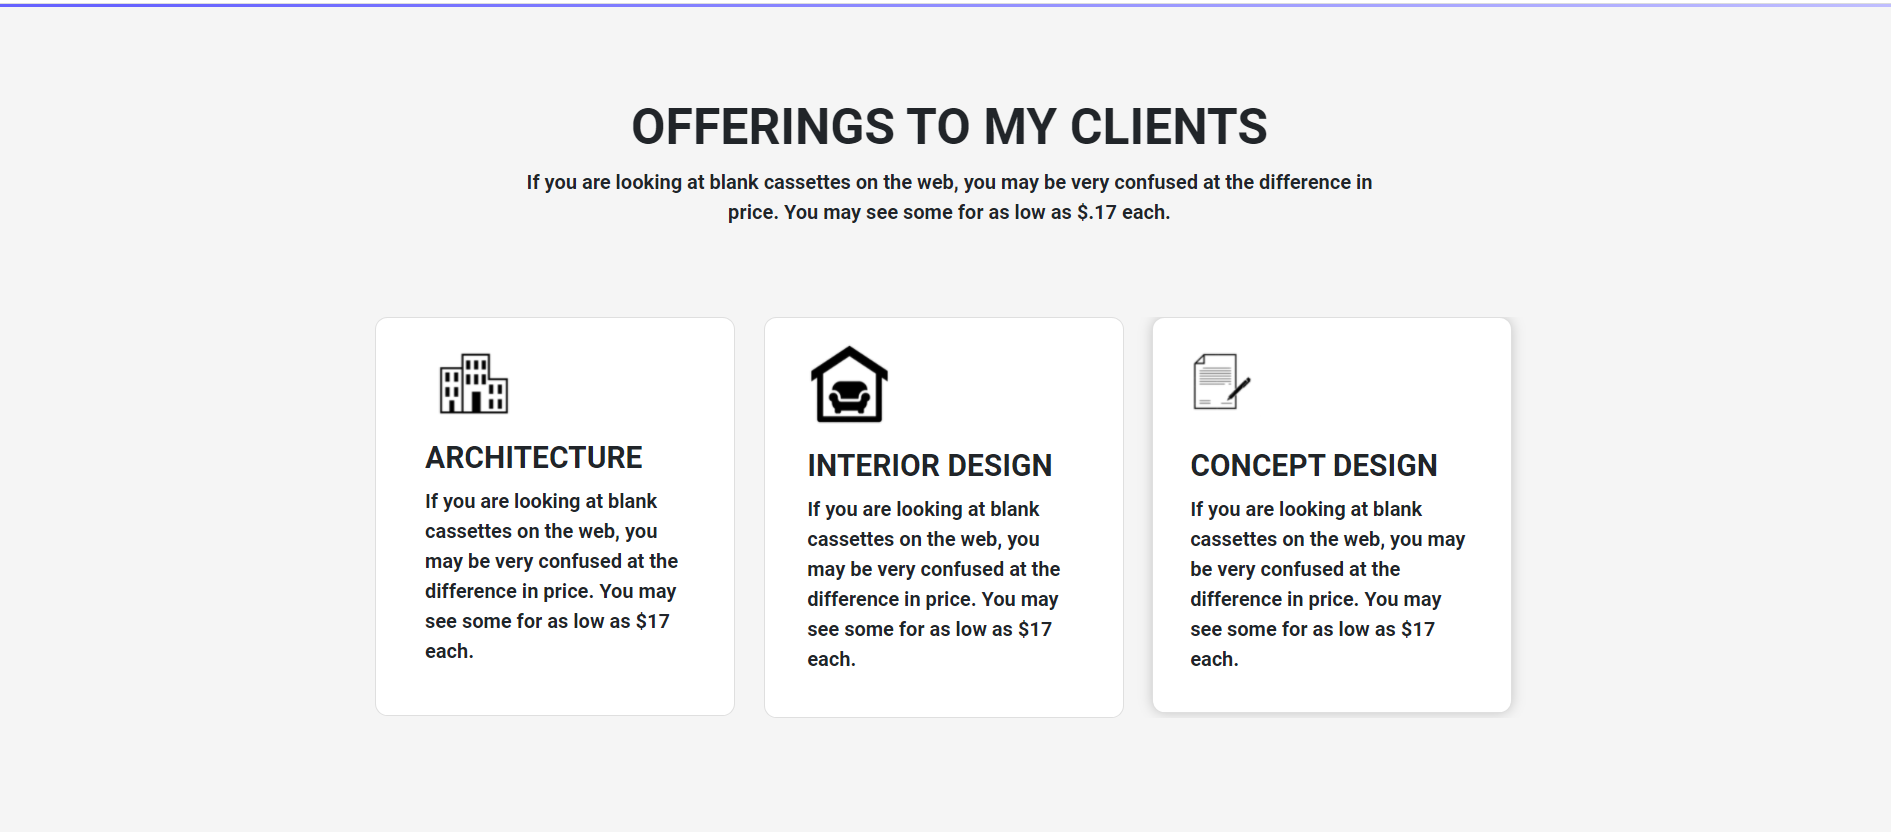 OFFERINGS TO MY CLIENTS
If you are looking at blank cassettes on the web, you may be very confused at the difference in
price. You may see some for as low as $.17 each.
ARCHITECTURE
If you are looking at blank
cassettes on the web, you
may be very confused at the
difference in price. You may
see some for as low as $17
each.
INTERIOR DESIGN
If you are looking at blank
cassettes on the web, you
may be very confused at the
difference in price. You may
see some for as low as $17
each.
CONCEPT DESIGN
If you are looking at blank
cassettes on the web, you may
be very confused at the
difference in price. You may
see some for as low as $17
each.